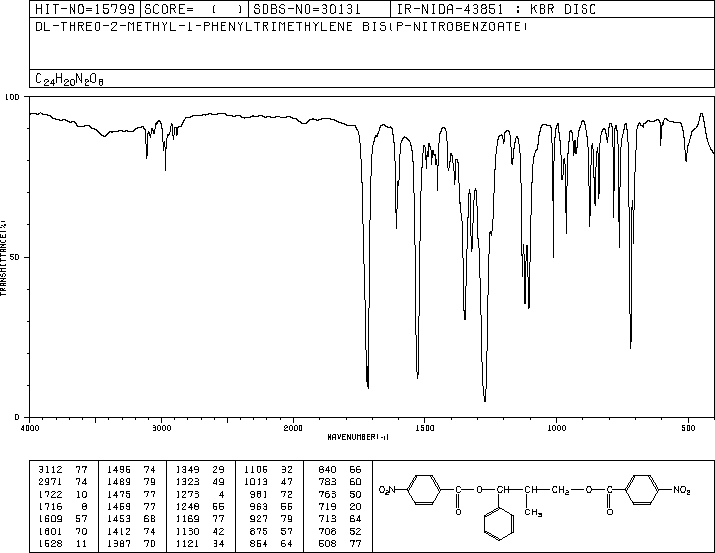 HIT-NO=15799 SCORE= ( ) SDBS-NO=30131 IR-NIDA-43851 : KBR DISC
DL-THREO-2-METHYL-1-PHENYLTRIMETHYLENE BIS(P-NITROBENZOATE)
C24H20N2O8
100
50
0
TRANSMITTANCE(%)
4000 3000 2000 1500 1000 500
WAVENUMBER(-1)
3112 77 1496 74 1349 29 1106 32 840 66
2971 74 1469 79 1323 49 1013 47 783 60
1722 10 1475 77 1273 4 981 72 763 50
1716 8 1459 77 1248 55 963 55 719 20
1609 57 1453 68 1169 77 927 79 713 64
1601 70 1412 74 1130 42 875 57 706 52
1528 11 1387 70 1121 34 854 64 508 77
O2N C O CH CH CH2 O C NO2
O CH3 O